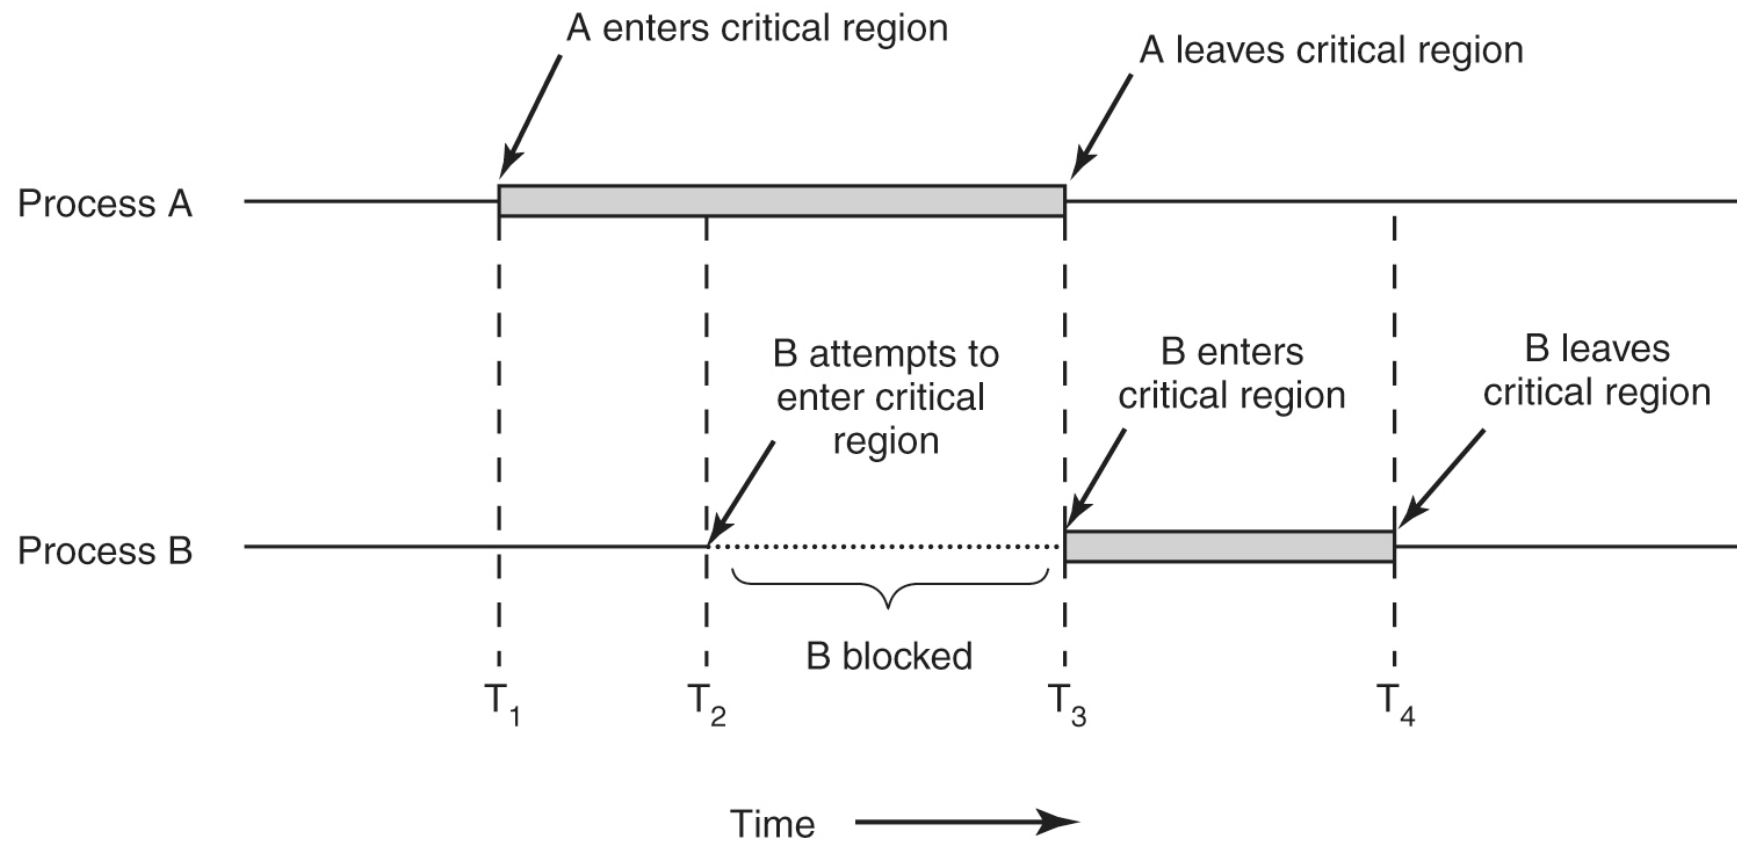 A enters critical region
A leaves critical region
Process A
B attempts to
enter critical
region
B enters
critical region
B leaves
critical region
Process B
B blocked
T1
T2
T3
T4
Time